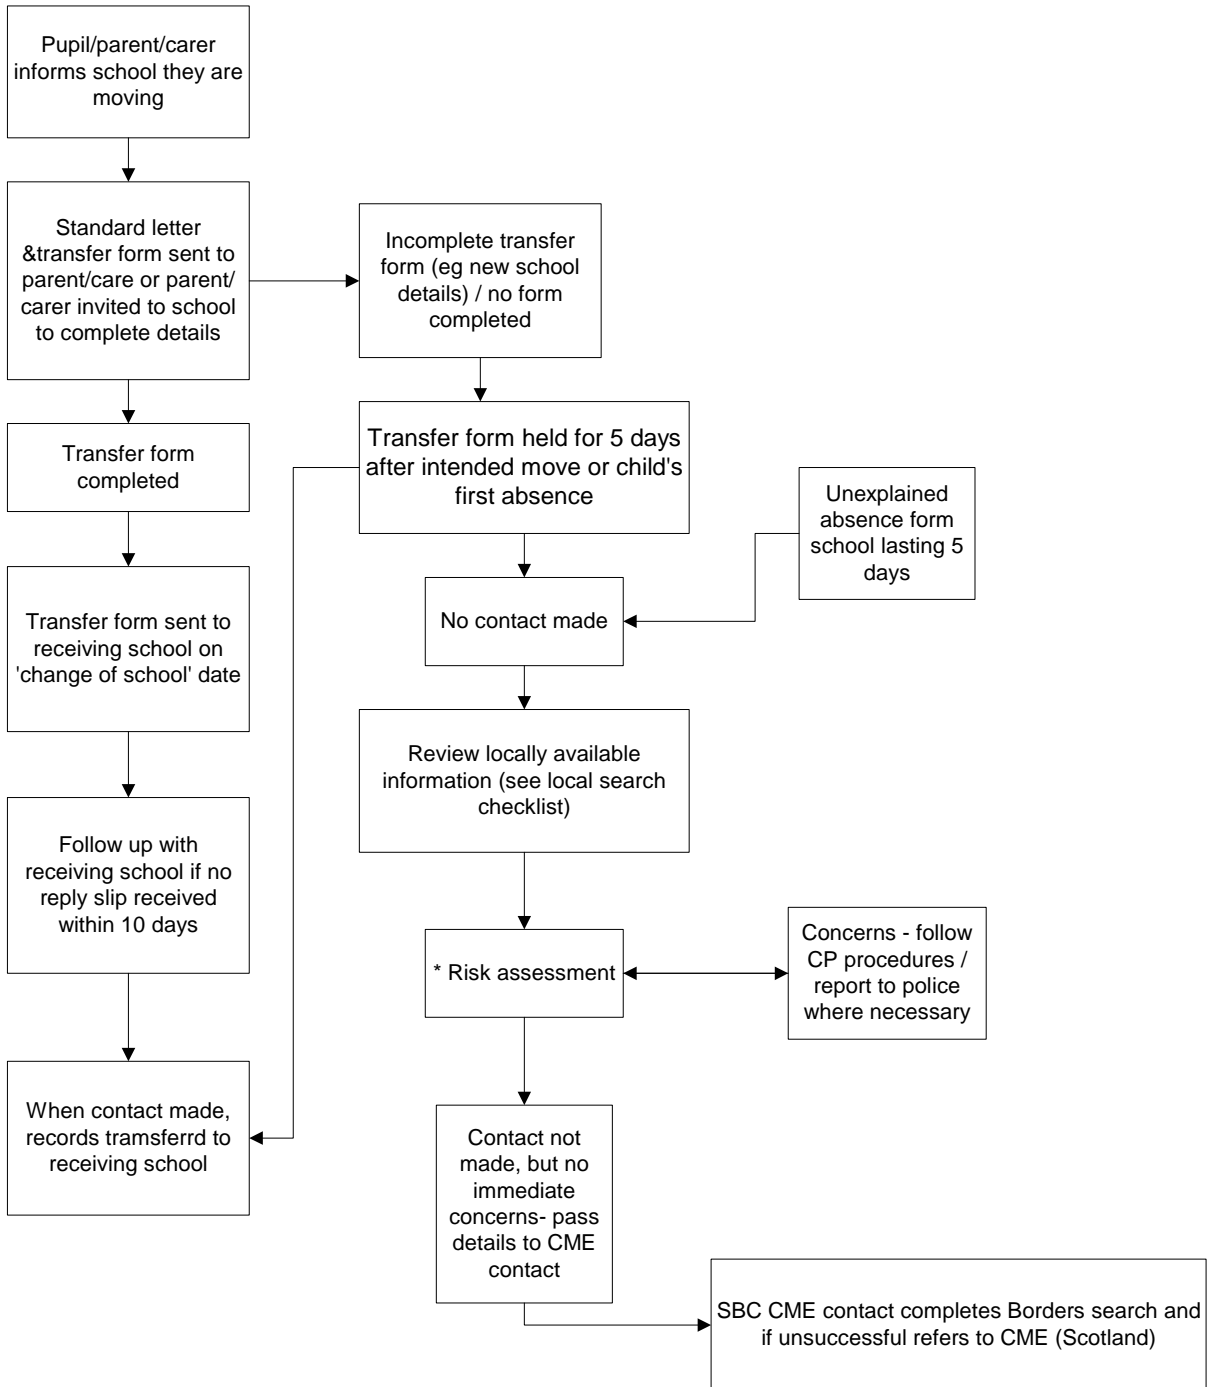 Pupil/parent/carer
informs school they are
moving
Standard letter
&transfer form sent to
parent/care or parent/
carer invited to school
to complete details
Incomplete transfer
form (eg new school
details) / no form
completed
Transfer form
completed
Transfer form held for 5 days
after intended move or child's
first absence
Unexplained
absence form
school lasting 5
days
Transfer form sent to
receiving school on
'change of school' date
No contact made
Review locally available
information (see local search
checklist)
Follow up with
receiving school if no
reply slip received
within 10 days
* Risk assessment
Concerns - follow
CP procedures /
report to police
where necessary
When contact made,
records tramsferrd to
receiving school
Contact not
made, but no
immediate
concerns- pass
details to CME
contact
SBC CME contact completes Borders search and
if unsuccessful refers to CME (Scotland)